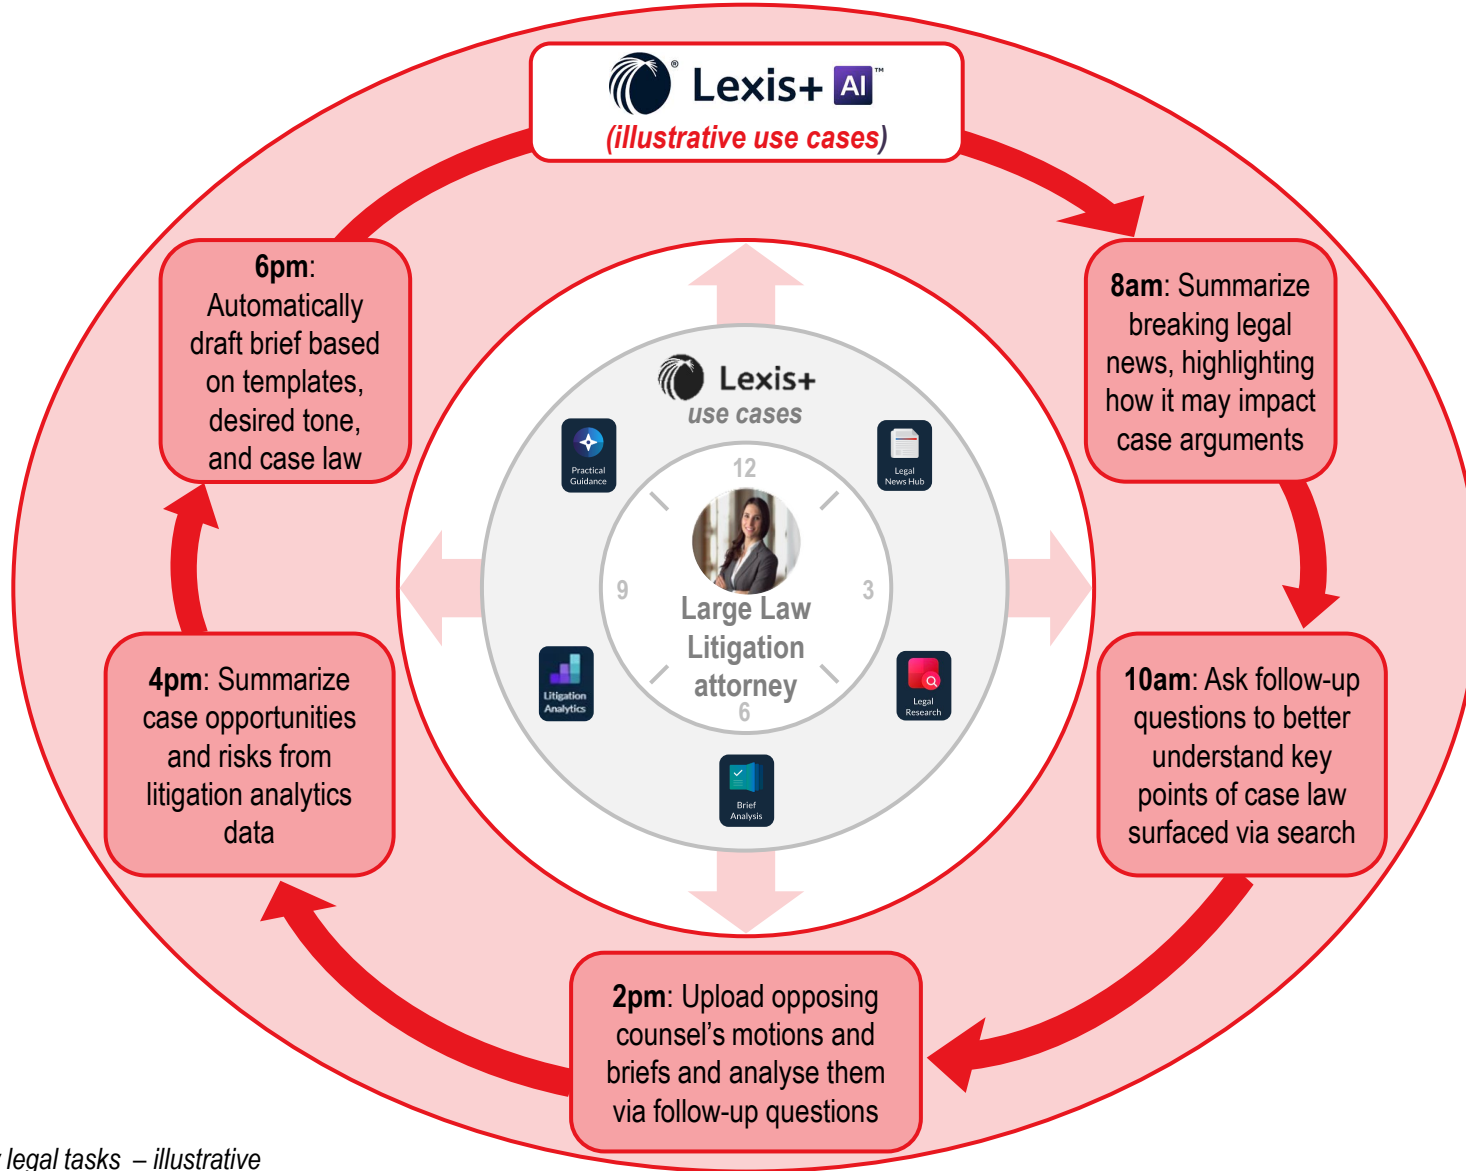 Lexis+ AI™
(illustrative use cases)
8am: Summarize
breaking legal
news, highlighting
how it may impact
case arguments
10am: Ask follow-up
questions to better
understand key
points of case law
surfaced via search
2pm: Upload opposing
counsel's motions and
briefs and analyse them
via follow-up questions
4pm: Summarize
case opportunities
and risks from
litigation analytics
data
6pm:
Automatically
draft brief based
on templates,
desired tone,
and case law
®
Lexis+
use cases
Practical
Guidance
Legal
News Hub
Legal
Research
Brief
Analysis
Litigation
Analytics
12
3
6
9
Large Law
Litigation
attorney
legal tasks – illustrative